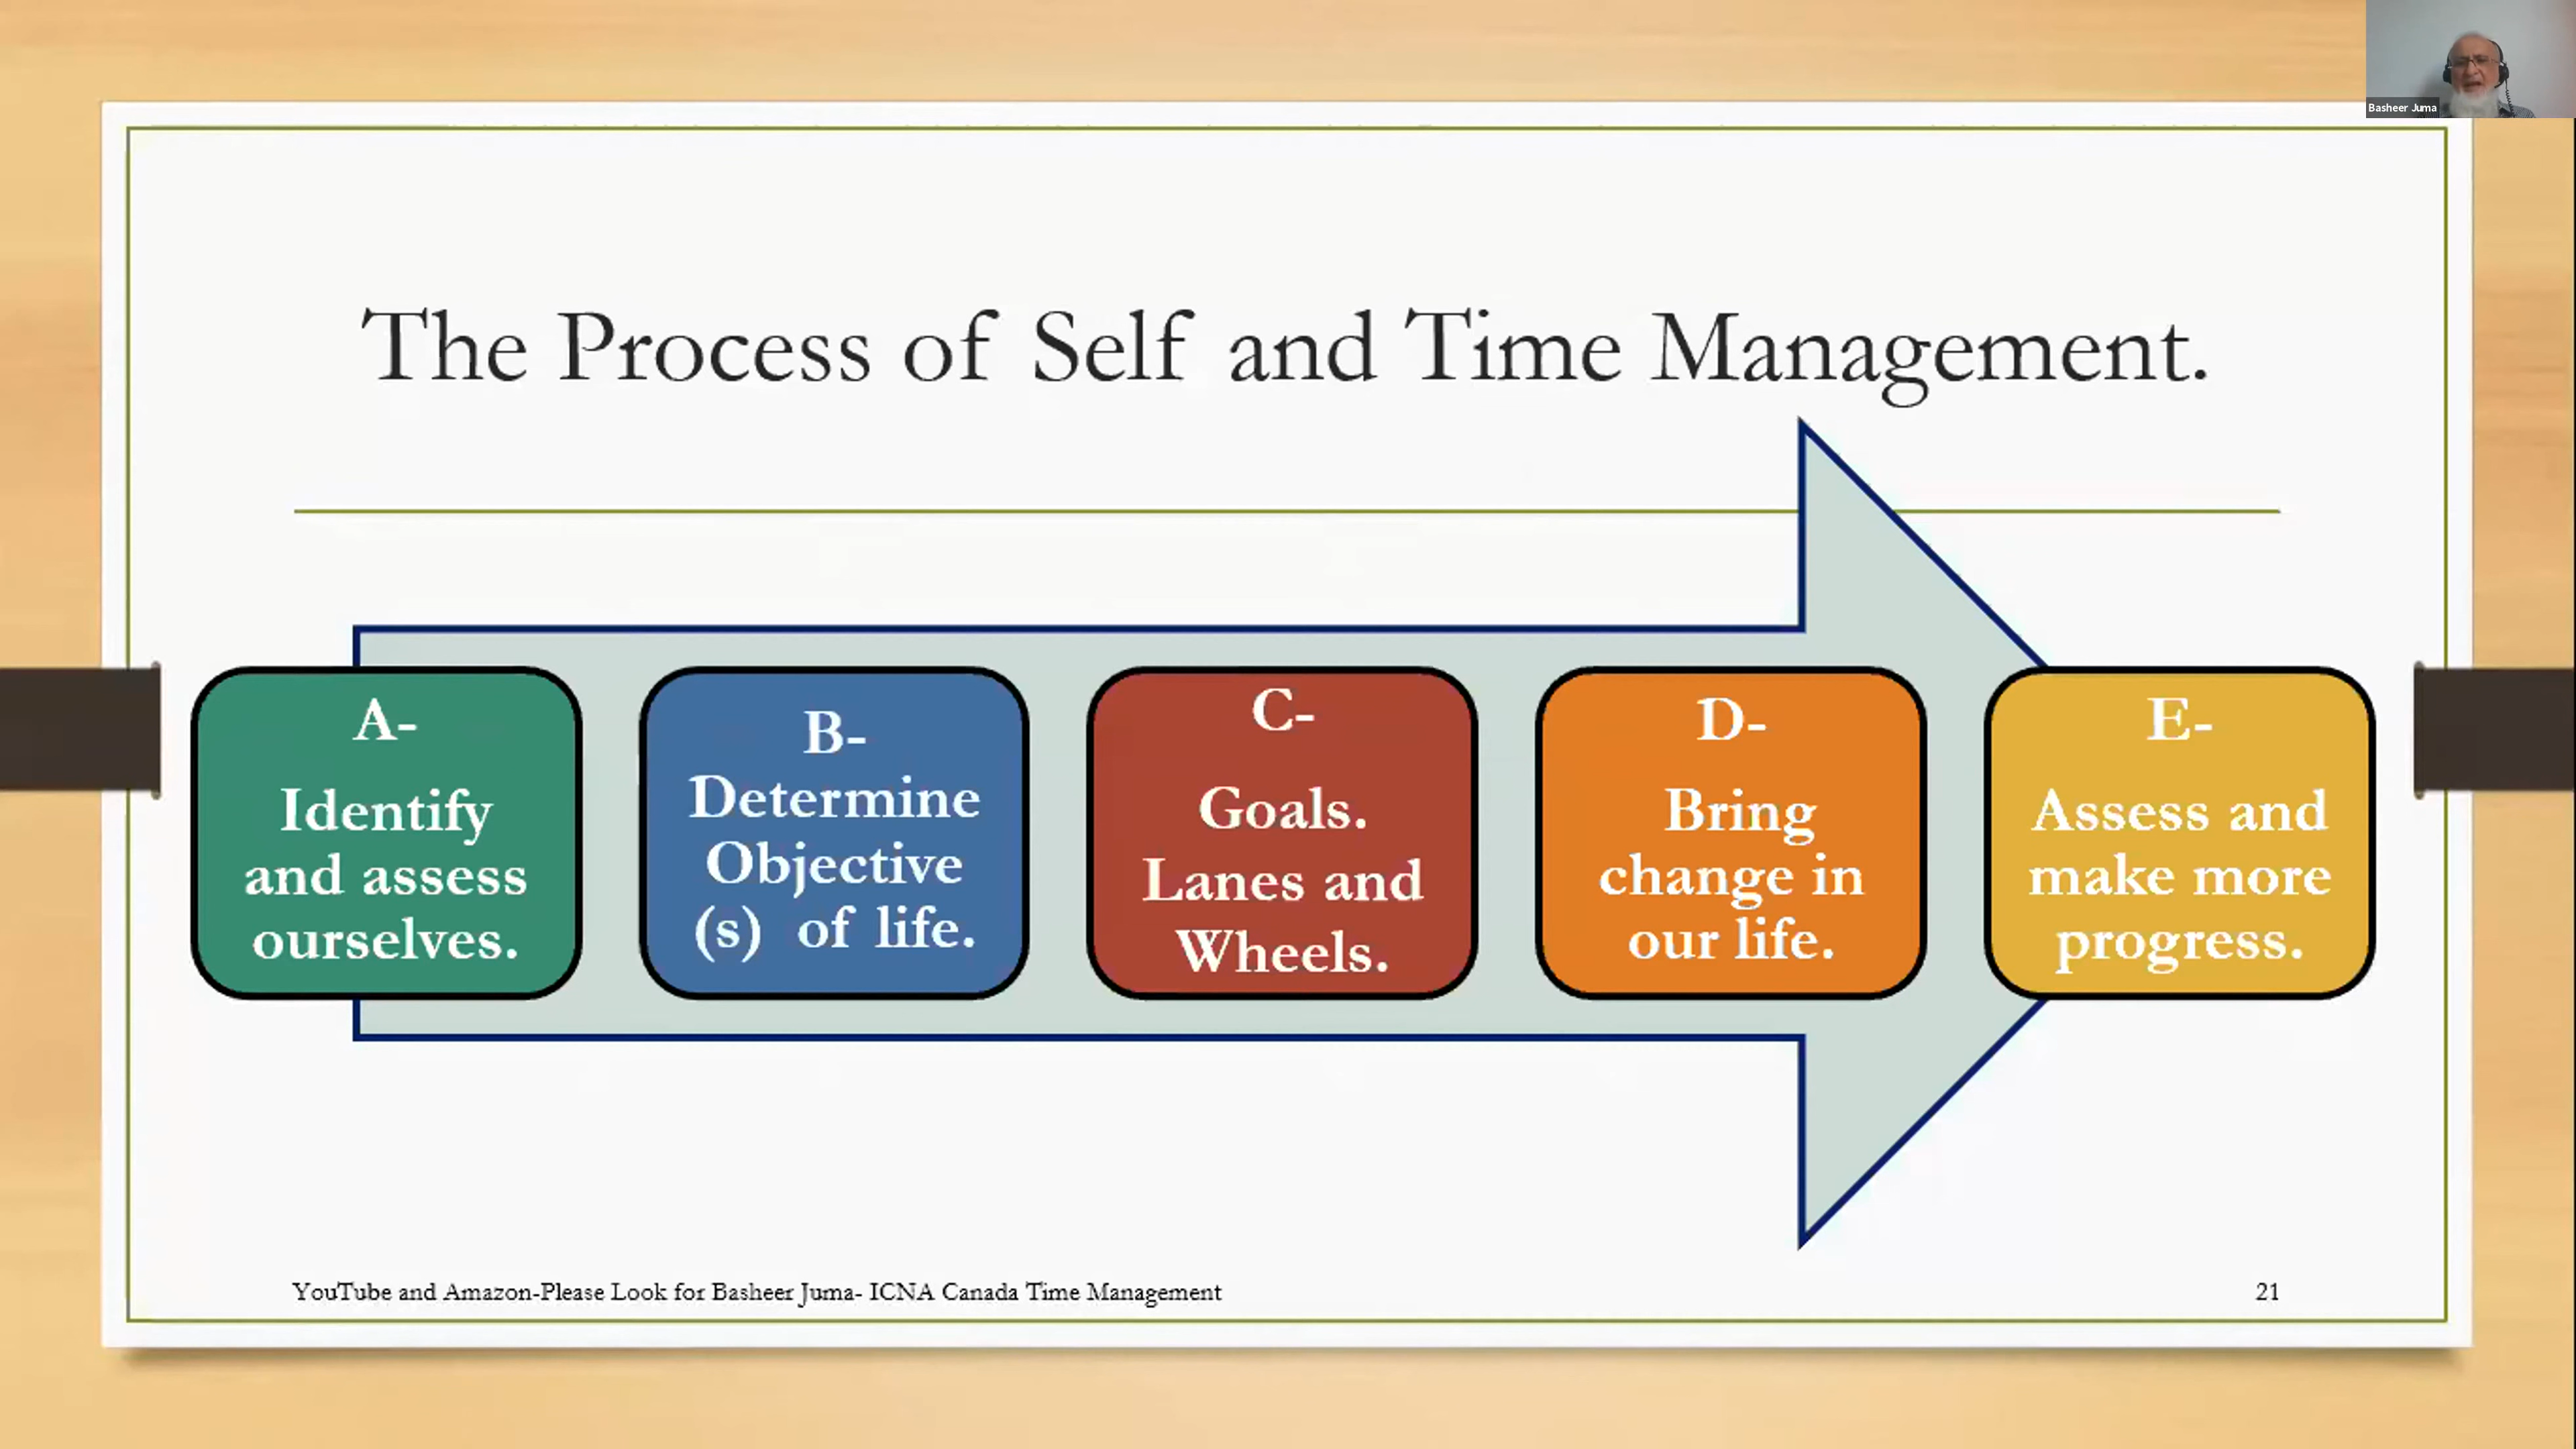 Basheer Juma
The Process of Self and Time Management.
A-
Identify
and assess
ourselves.
B-
Determine
Objective
(s) of life.
C-
Goals.
Lanes and
Wheels.
D-
Bring
change in
our life.
E-
Assess and
make more
progress.
YouTube and Amazon-Please Look for Basheer Juma- ICNA Canada Time Management
21